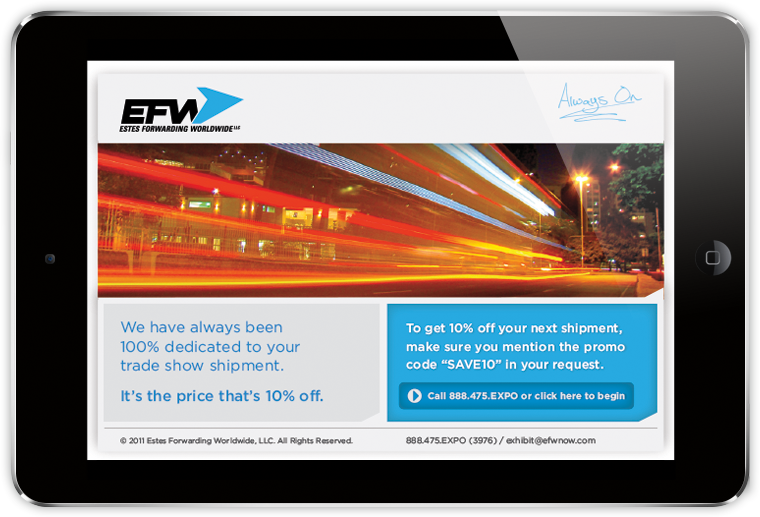 EFW
ESTES FORWARDING WORLDWIDE LLC
Always On
We have always been
100% dedicated to your
trade show shipment.
It's the price that's 10% off.
To get 10% off your next shipment,
make sure you mention the promo
code “SAVE10” in your request.
Call 888.475.EXPO or click here to begin
© 2011 Estes Forwarding Worldwide, LLC. All Rights Reserved.
888.475.EXPO (3976) / exhibit@efwnow.com